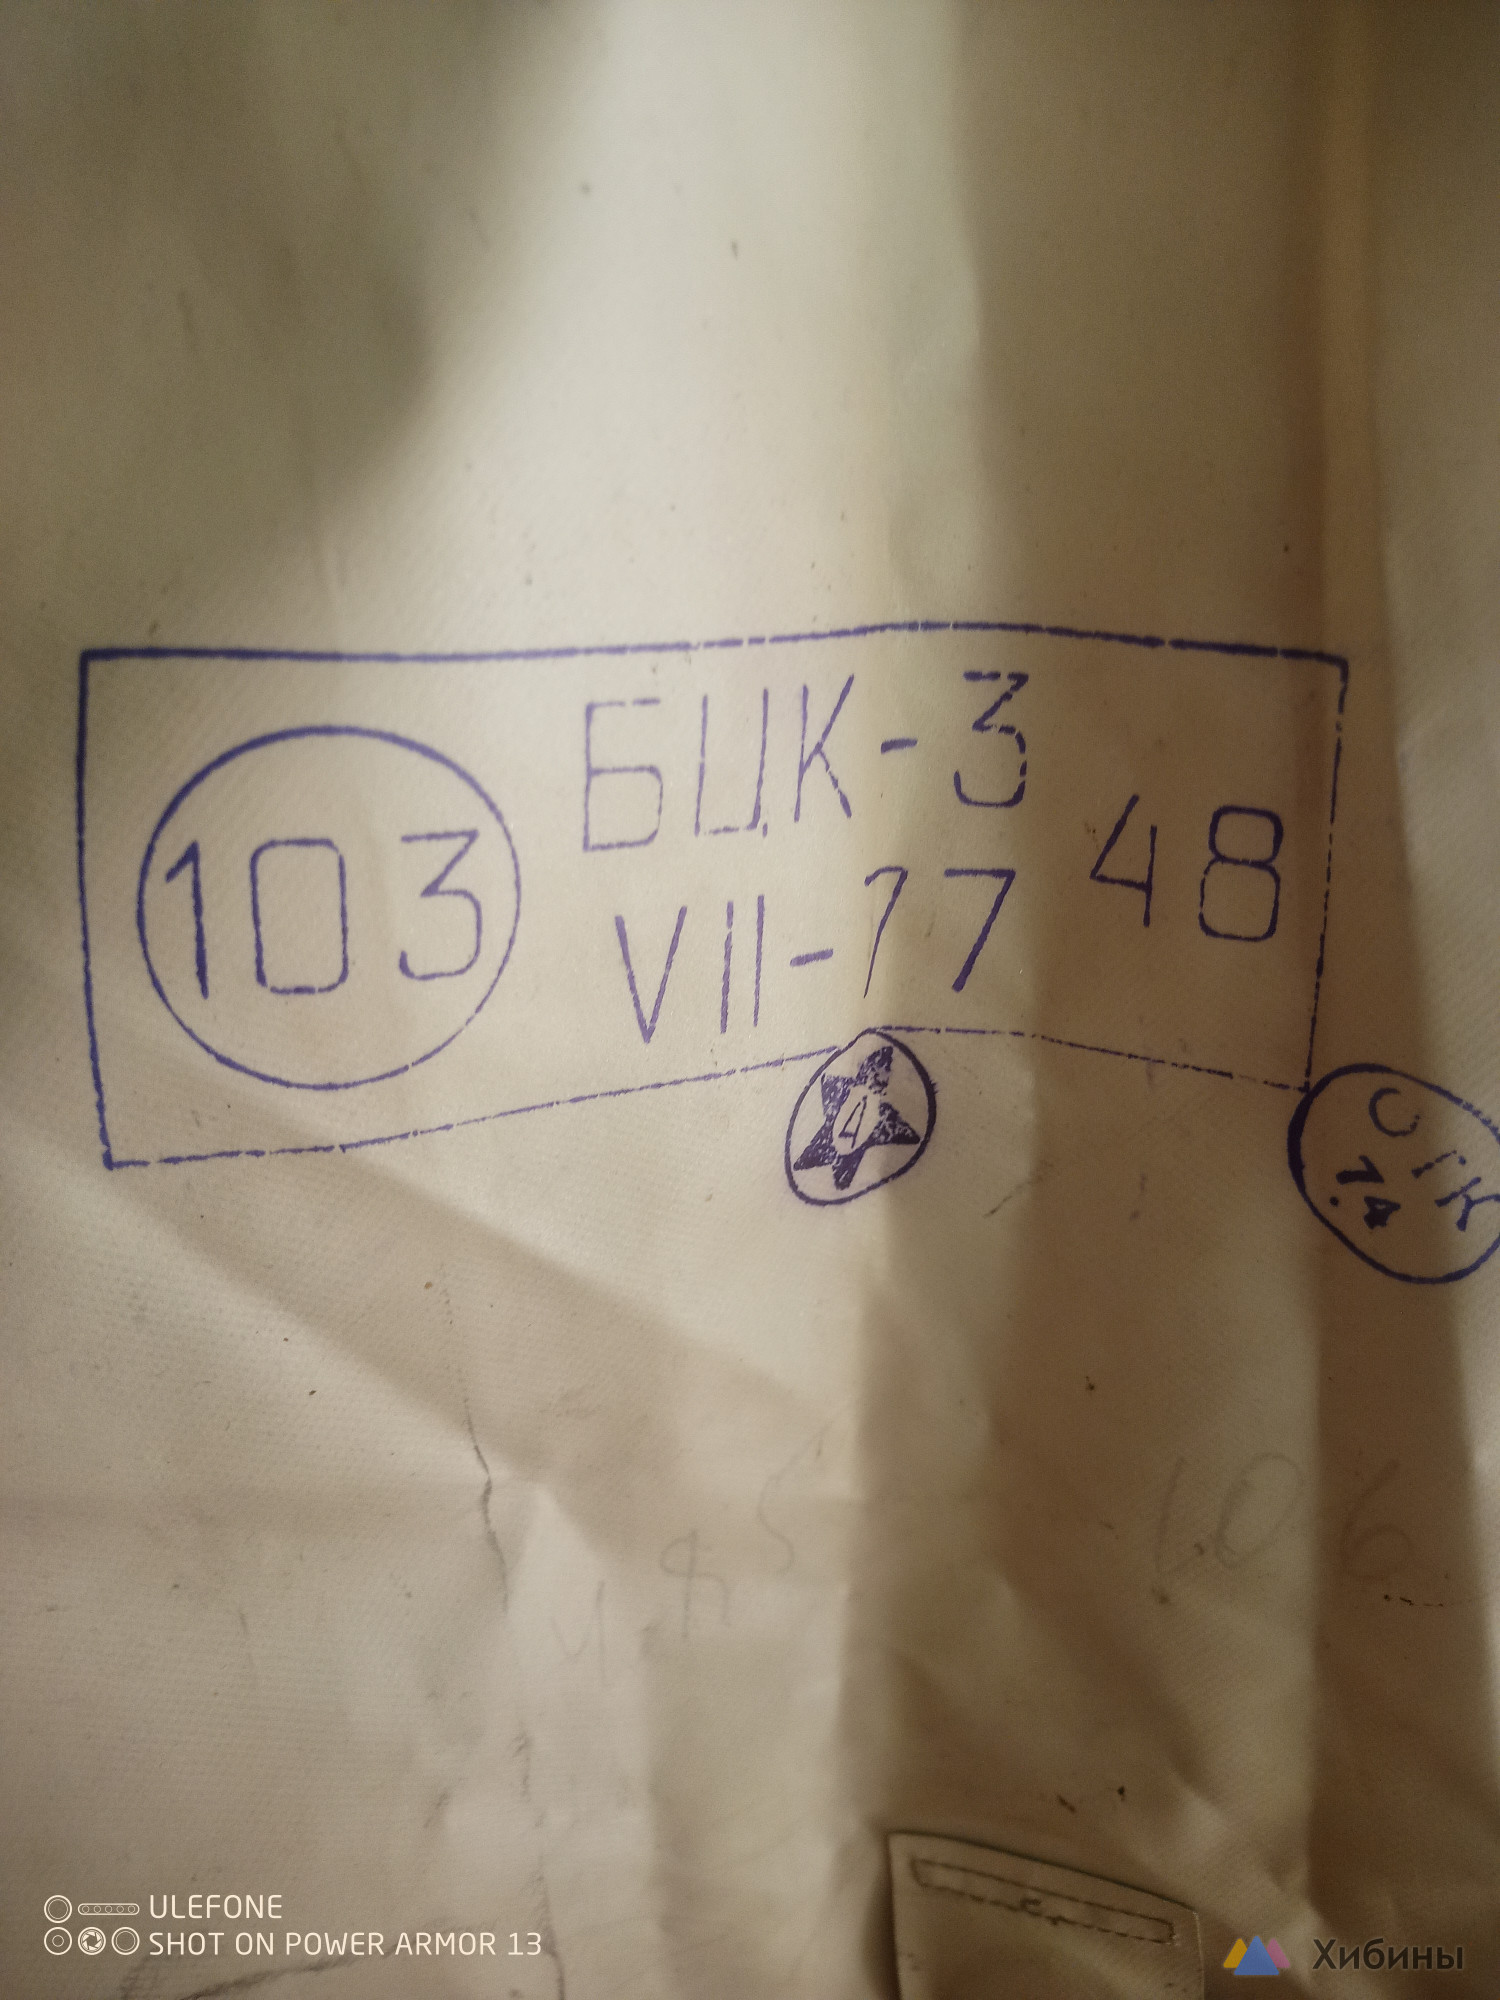 103
БЦК-3
VII-77
48
4
ОТК
14
ULEFONE
SHOT ON POWER ARMOR 13
Хибины